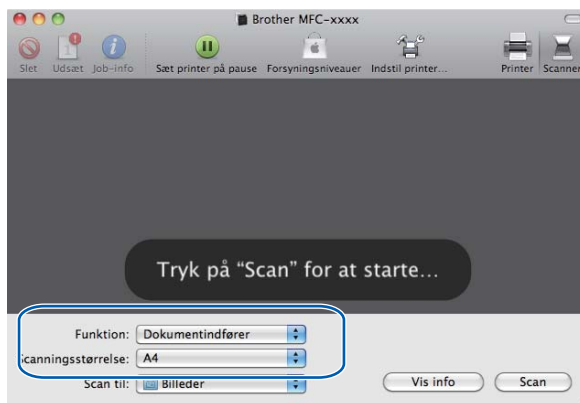 Brother MFC-xxxx
Slet Udsæt Job-info Sæt printer på pause Forsyningsniveauer Indstil printer... Printer Scanner
Tryk på “Scan” for at starte...
Funktion: Dokumentindfører
Scanningsstørrelse: A4
Scan til: Billeder
Vis info Scan